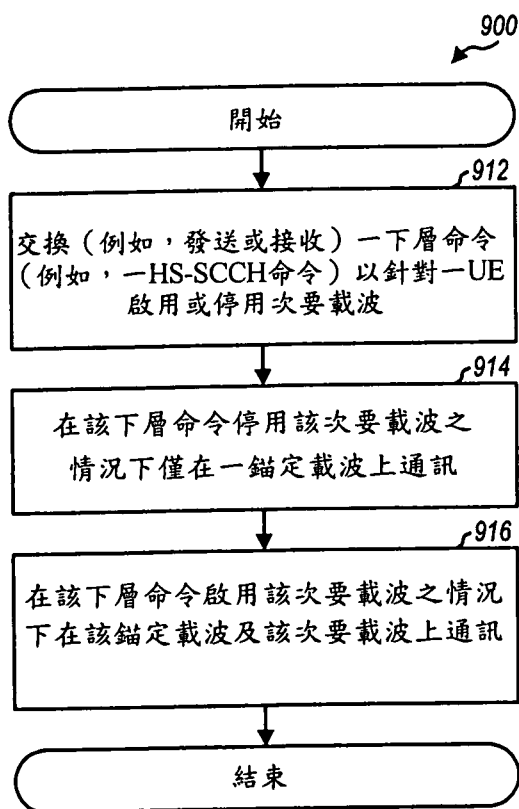 900
開始
912
交換（例如，發送或接收）一下層命令
（例如，一HS-SCCH命令）以針對一UE
啟用或停用次要載波
914
在該下層命令停用該次要載波之
情況下僅在一錨定載波上通訊
916
在該下層命令啟用該次要載波之情況
下在該錨定載波及該次要載波上通訊
結束